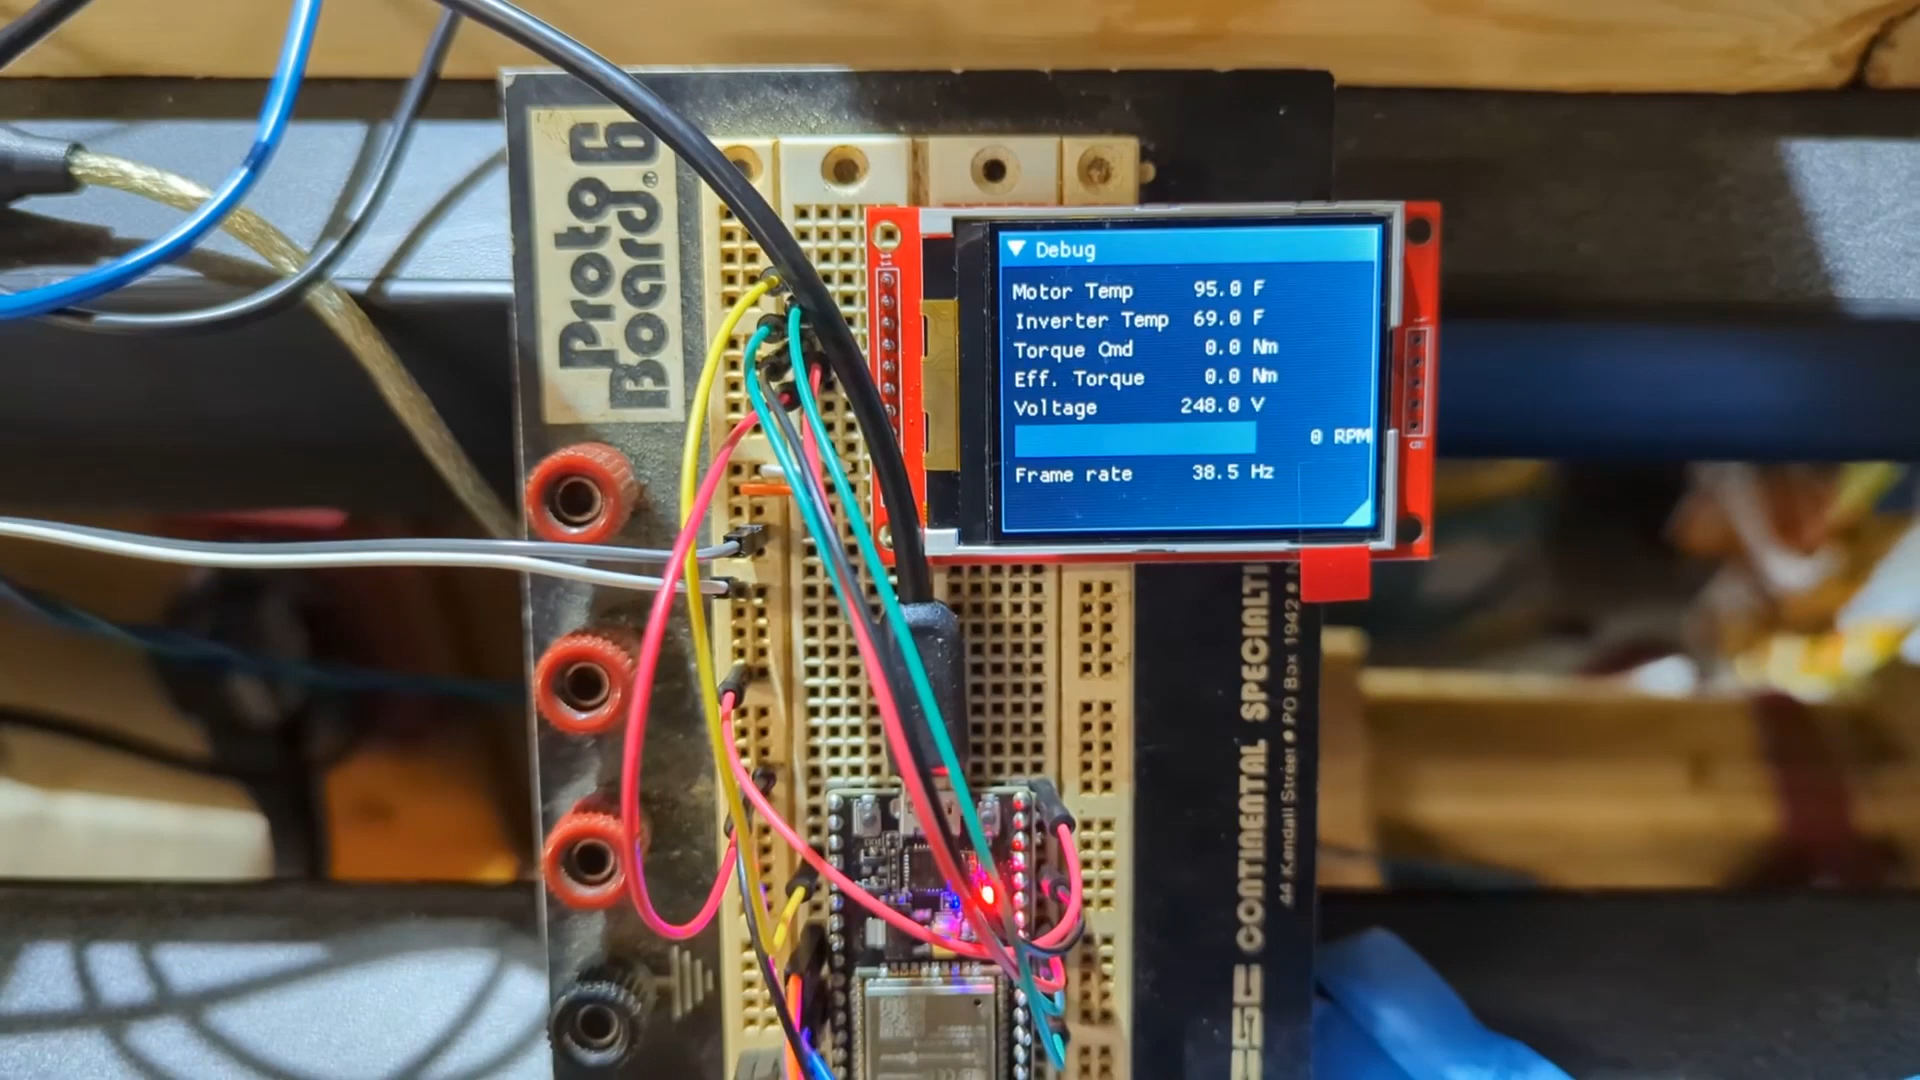 Proto
Board.®6
▼ Debug
Motor Temp 95.0 F
Inverter Temp 69.0 F
Torque Cmd 0.0 Nm
Eff. Torque 0.0 Nm
Voltage 248.0 V
0 RPM
Frame rate 38.5 Hz
CSC CONTINENTAL SPECIALTI
44 Kendall Street • PO Box 1942 • N